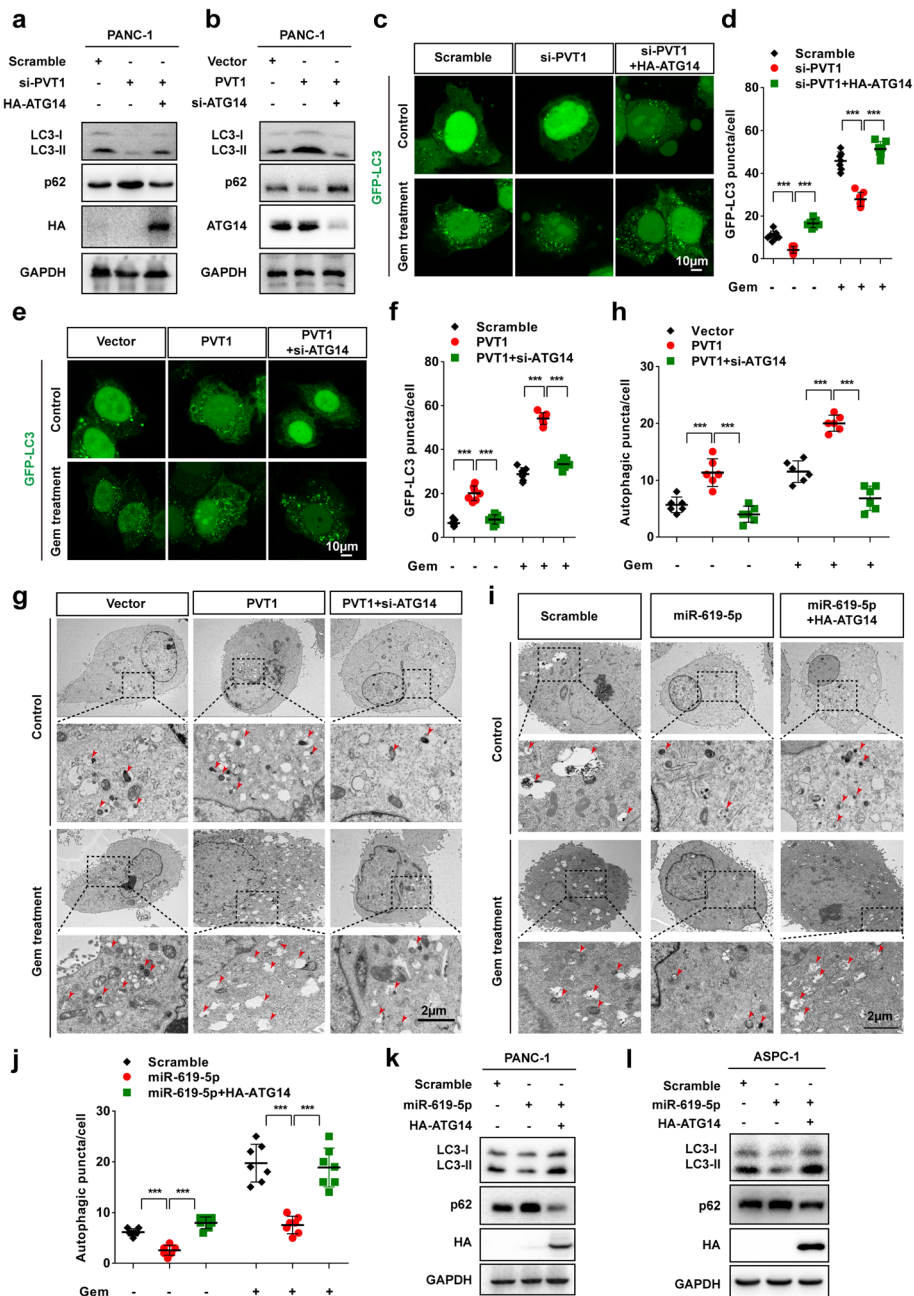 a
PANC-1
Scramble + - -
si-PVT1 - + +
HA-ATG14 - - +
LC3-I
LC3-II
p62
HA
GAPDH
b
PANC-1
Vector + - -
PVT1 - + +
si-ATG14 - - +
LC3-I
LC3-II
p62
ATG14
GAPDH
c
Scramble
si-PVT1
si-PVT1
+HA-ATG14
GFP-LC3
Control
Gem treatment
10μm
d
Scramble
si-PVT1
si-PVT1+HA-ATG14
GFP-LC3 puncta/cell
80
60
40
20
0
*** ***
*** ***
Gem - - - + + +
e
Vector
PVT1
PVT1
+si-ATG14
GFP-LC3
Control
Gem treatment
10μm
f
Scramble
PVT1
PVT1+si-ATG14
GFP-LC3 puncta/cell
80
60
40
20
0
*** ***
*** ***
Gem - - - + + +
h
Vector
PVT1
PVT1+si-ATG14
Autophagic puncta/cell
30
20
10
0
*** ***
*** ***
Gem - - - + + +
g
Vector
PVT1
PVT1+si-ATG14
Control
Gem treatment
2μm
i
Scramble
miR-619-5p
miR-619-5p
+HA-ATG14
Control
Gem treatment
2μm
j
Scramble
miR-619-5p
miR-619-5p+HA-ATG14
Autophagic puncta/cell
30
20
10
0
*** ***
*** ***
Gem - - - + + +
k
PANC-1
Scramble + - -
miR-619-5p - + +
HA-ATG14 - - +
LC3-I
LC3-II
p62
HA
GAPDH
l
ASPC-1
Scramble + - -
miR-619-5p - + +
HA-ATG14 - - +
LC3-I
LC3-II
p62
HA
GAPDH